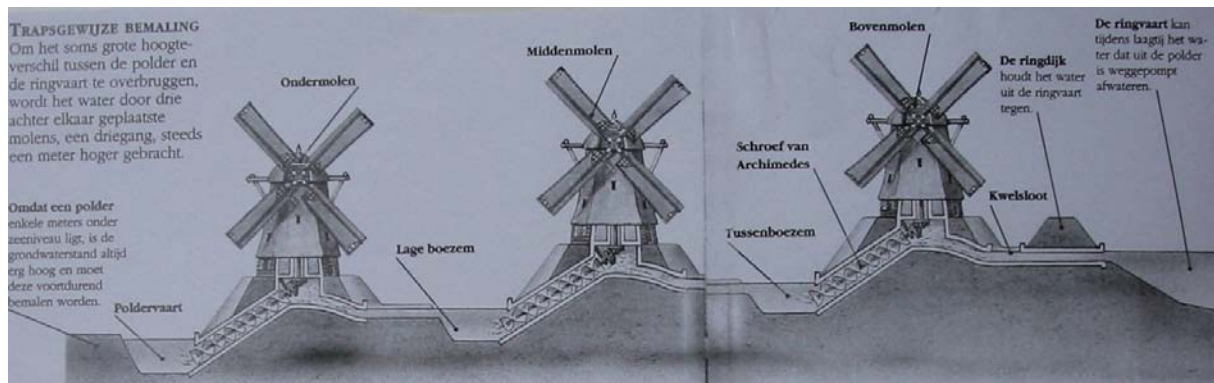 TRAPSGEWIJZE BEMALING
Om het soms grote hoogte-
verschil tussen de polder en
de ringvaart te overbruggen,
wordt het water door drie
achter elkaar geplaatste
molens, een driegang, steeds
een meter hoger gebracht.
Omdat een polder
enkele meters onder
zeeniveau ligt, is de
grondwaterstand altijd
erg hoog en moet
deze voortdurend
bemalen worden.
Poldervaart
Ondermolen
Lage boezem
Middenmolen
Tussenboezem
Schroef van
Archimedes
Bovenmolen
Kwelsloot
De ringdijk
houdt het water
uit de ringvaart
tegen.
De ringvaart kan
tijdens laagtij het wa-
ter dat uit de polder
is weggepompt
afwateren.